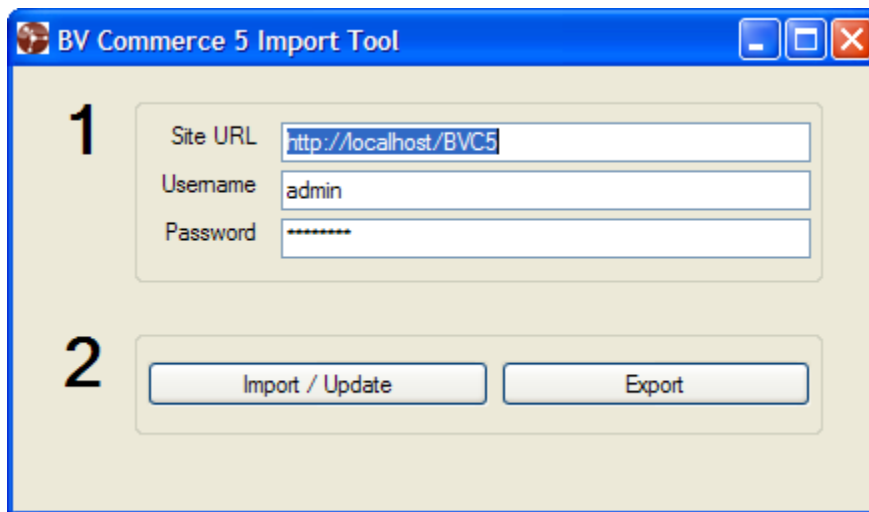 BV Commerce 5 Import Tool
1
Site URL http://localhost/BVC5
Username admin
Password ********
2
Import / Update Export